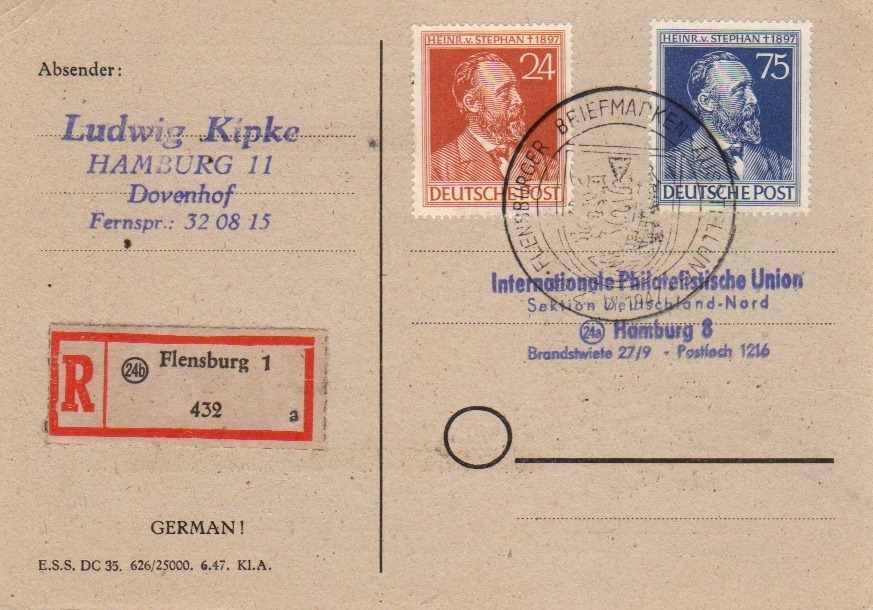 Absender:
Ludwig Kipke
HAMBURG 11
Dovenhof
Fernspr.: 32 08 15
R
24b
Flensburg 1
432
a
GERMAN!
E.S.S. DC 35. 626/25000. 6.47. Kl.A.
HEINR.v.STEPHAN †1897
24
DEUTSCHE POST
HEINR.v.STEPHAN †1897
75
DEUTSCHE POST
FLENSBURGER BRIEFMARKEN AUSSTELLUNG
Internationale Philatelistische Union
Sektion Deutschland-Nord
24a Hamburg 8
Brandstwiete 27/9 - Postfach 1216